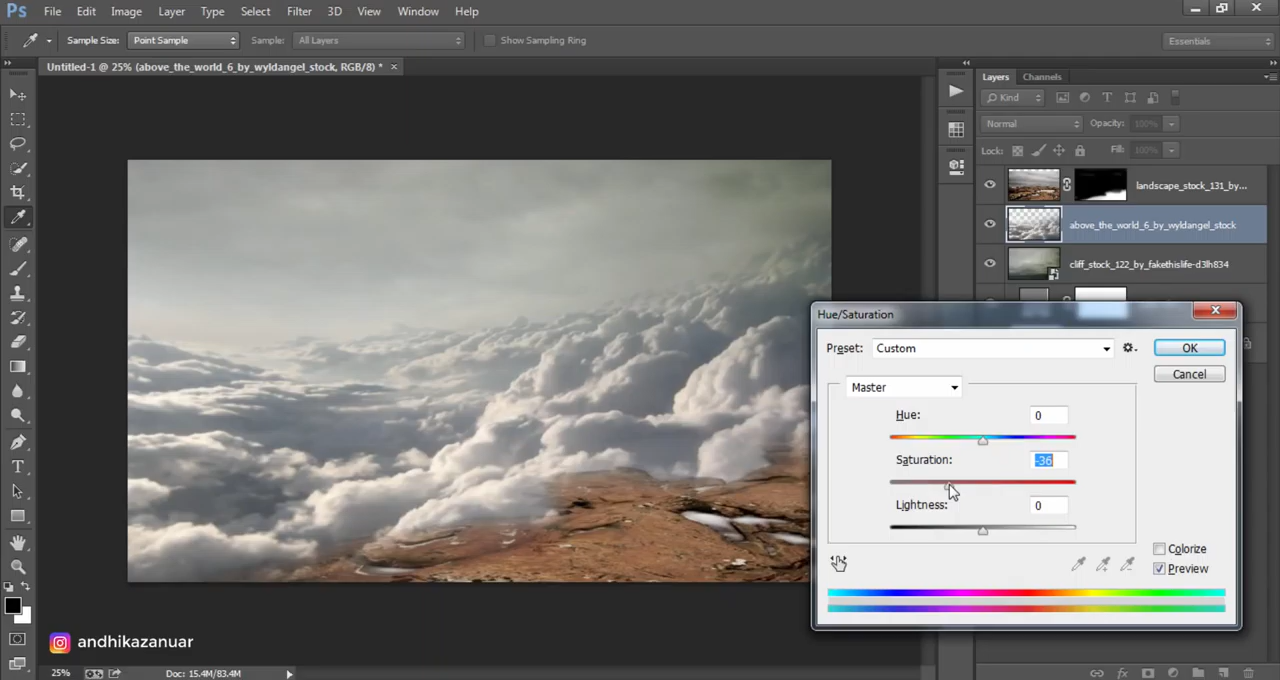 Ps File Edit Image Layer Type Select Filter 3D View Window Help
Sample Size: Point Sample Sample: All Layers Show Sampling Ring Essentials
Untitled-1 @ 25% (above_the_world_6_by_wyldangel_stock, RGB/8) *
Layers Channels
Kind
Normal Opacity: 100%
Lock: Fill: 100%
landscape_stock_131_by...
above_the_world_6_by_wyldangel_stock
cliff_stock_122_by_fakethislife-d3lh834
Hue/Saturation
Preset: Custom OK
Cancel
Master
Hue: 0
Saturation: -36
Lightness: 0
Colorize
Preview
andhikazanuar
25% Doc: 15.4M/83.4M